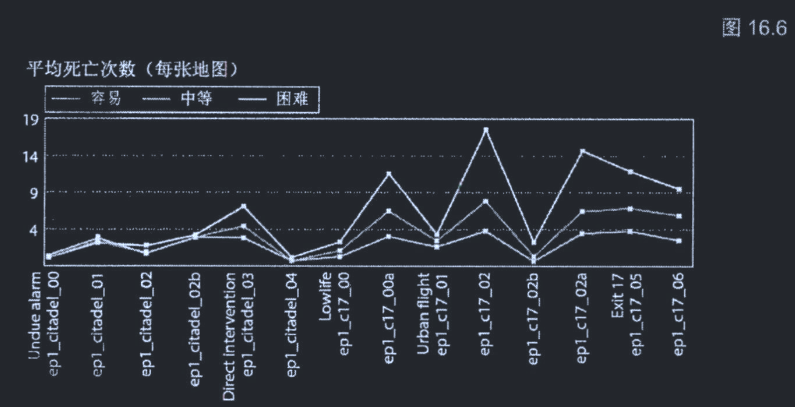 图 16.6
平均死亡次数（每张地图）
容易 中等 困难
19
14
9
4
Undue alarm
ep1_citadel_00
ep1_citadel_01
ep1_citadel_02
ep1_citadel_02b
Direct intervention
ep1_citadel_03
ep1_citadel_04
Lowlife
ep1_c17_00
ep1_c17_00a
Urban flight
ep1_c17_01
ep1_c17_02
ep1_c17_02b
ep1_c17_02a
Exit 17
ep1_c17_05
ep1_c17_06